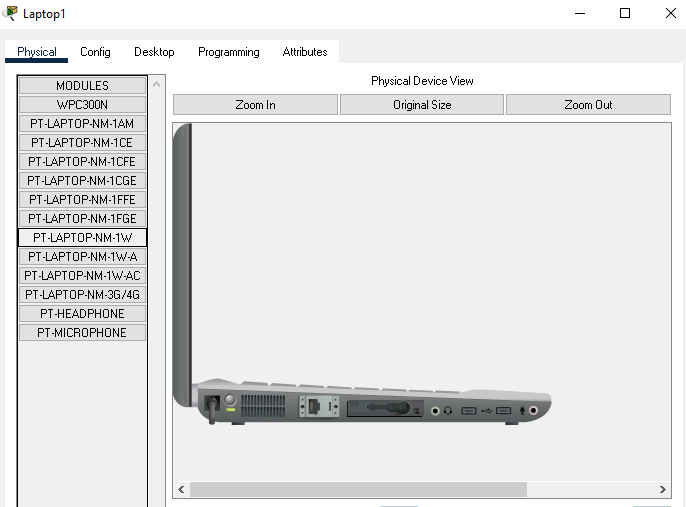 Laptop1
Physical Config Desktop Programming Attributes
MODULES
WPC300N
PT-LAPTOP-NM-1AM
PT-LAPTOP-NM-1CE
PT-LAPTOP-NM-1CFE
PT-LAPTOP-NM-1CGE
PT-LAPTOP-NM-1FFE
PT-LAPTOP-NM-1FGE
PT-LAPTOP-NM-1W
PT-LAPTOP-NM-1W-A
PT-LAPTOP-NM-1W-AC
PT-LAPTOP-NM-3G/4G
PT-HEADPHONE
PT-MICROPHONE
Physical Device View
Zoom In Original Size Zoom Out